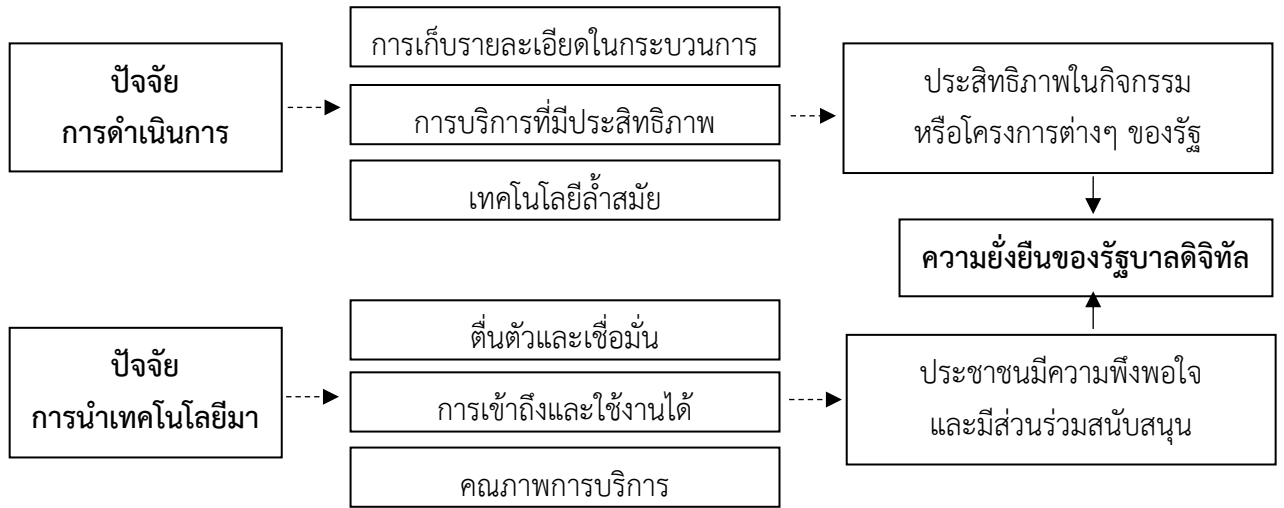 ปัจจัย
การดำเนินการ
การเก็บรายละเอียดในกระบวนการ
การบริการที่มีประสิทธิภาพ
เทคโนโลยีล้ำสมัย
ประสิทธิภาพในกิจกรรม
หรือโครงการต่างๆ ของรัฐ
ความยั่งยืนของรัฐบาลดิจิทัล
ปัจจัย
การนำเทคโนโลยีมา
ตื่นตัวและเชื่อมั่น
การเข้าถึงและใช้งานได้
คณภาพการบริการ
ประชาชนมีความพึงพอใจ
และมีส่วนร่วมสนับสนุน